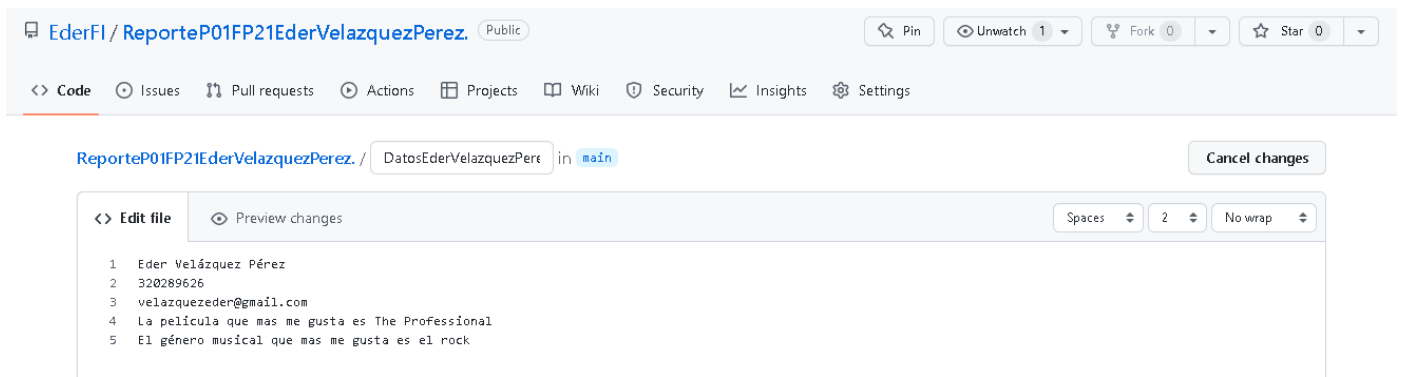 EderFI / ReporteP01FP21EderVelazquezPerez. Public
Pin
Unwatch 1
Fork 0
Star 0
<> Code
Issues
Pull requests
Actions
Projects
Wiki
Security
Insights
Settings
ReporteP01FP21EderVelazquezPerez. / DatosEderVelazquezPere in main
Cancel changes
<> Edit file
Preview changes
Spaces
2
No wrap
1 Eder Velázquez Pérez
2 320289626
3 velazquezeder@gmail.com
4 La pelicula que mas me gusta es The Professional
5 El género musical que mas me gusta es el rock